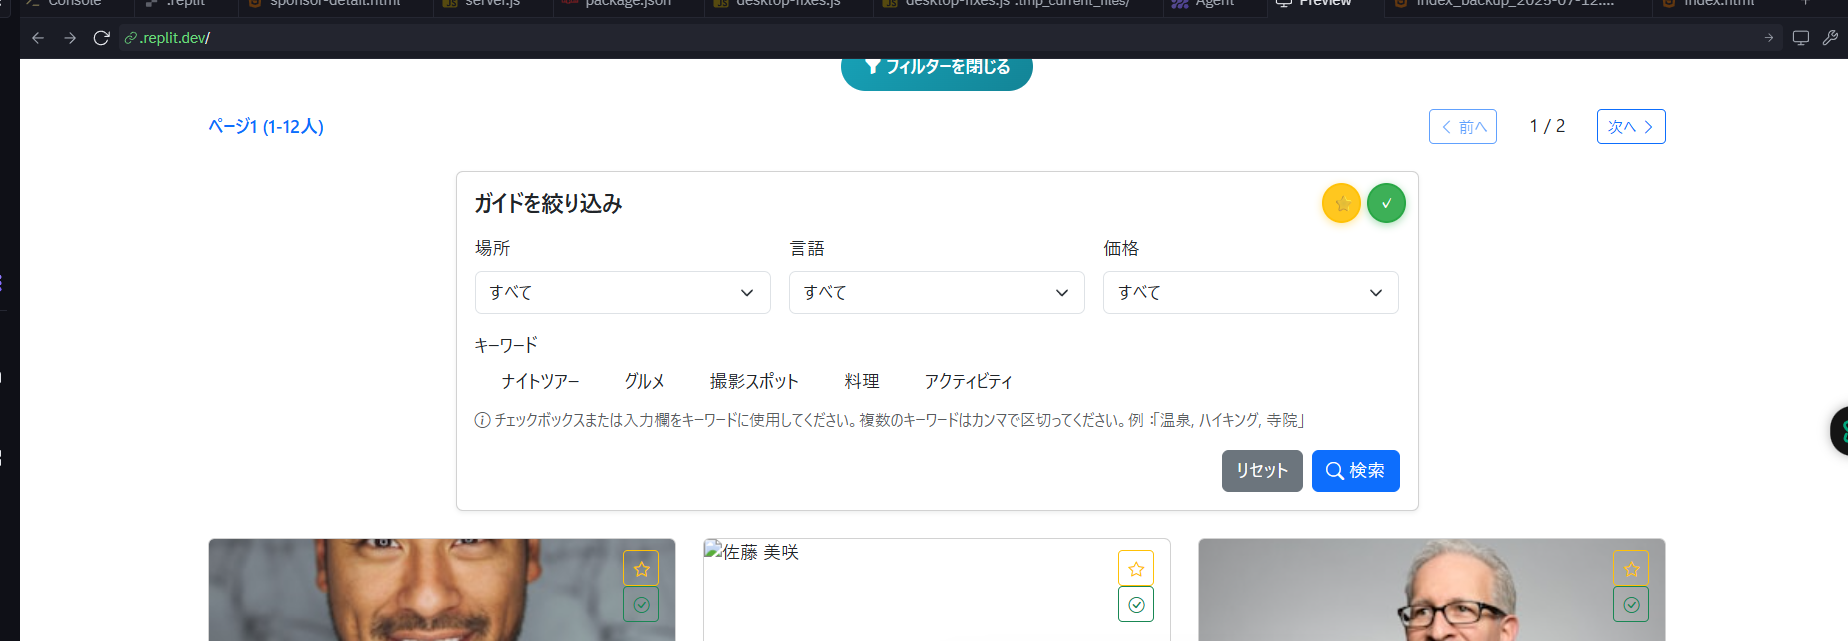 Console
.replit
sponsor-detail.html
server.js
package.json
desktop-fixes.js
desktop-fixes.js .tmp_current_files/
Agent
Preview
index_backup_2025-07-12....
index.html
.replit.dev/
フィルターを閉じる
ページ1 (1-12人)
前へ
1 / 2
次へ
ガイドを絞り込み
場所
言語
価格
すべて
すべて
すべて
キーワード
ナイトツアー グルメ 撮影スポット 料理 アクティビティ
チェックボックスまたは入力欄をキーワードに使用してください。複数のキーワードはカンマで区切ってください。例：「温泉, ハイキング, 寺院」
リセット
検索
佐藤 美咲